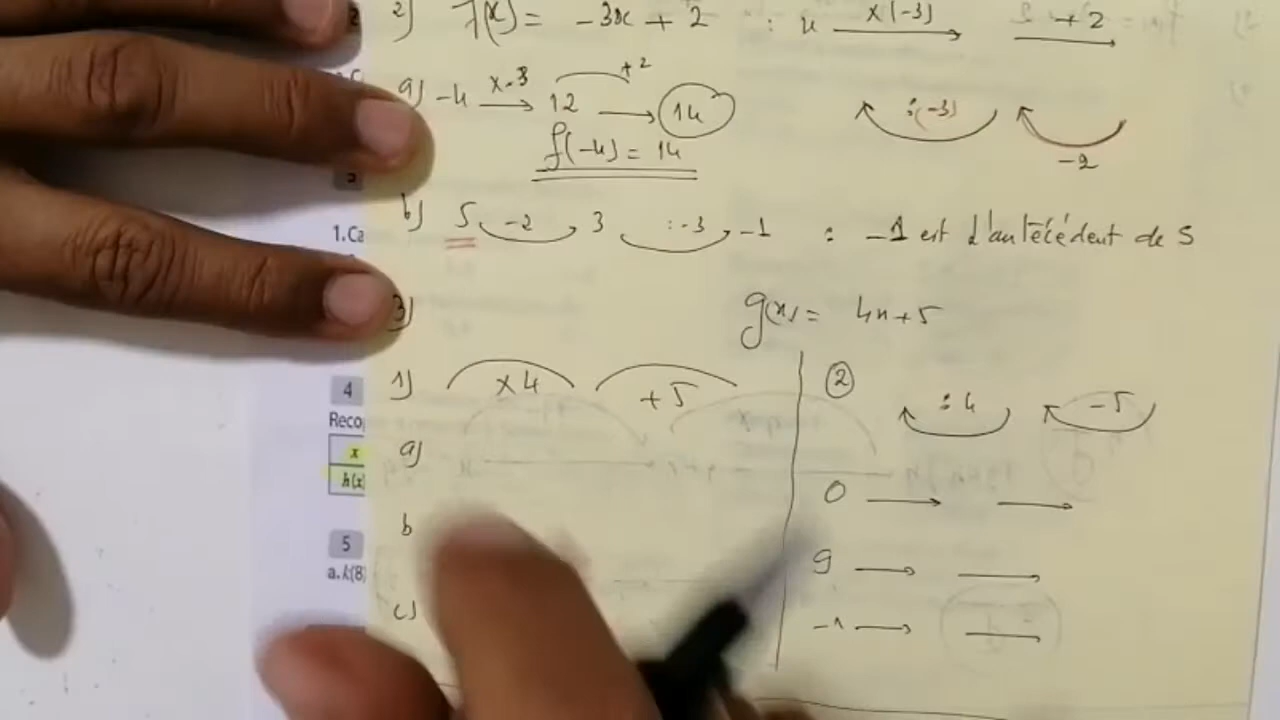 2) f(x) = -3x + 2 : x ×(-3) +2
a) -4 ×-3 12 +2 14 :(-3) -2
f(-4) = 14
b) 5 -2 3 :-3 -1 : -1 est l'antécédent de 5
1. Ca
3) g(x) = 4x+5
1) ×4 +5 ② :4 -5
4
Reco
a)
x
h(x)
0
b
5
9
a. k(8)
c)
-1